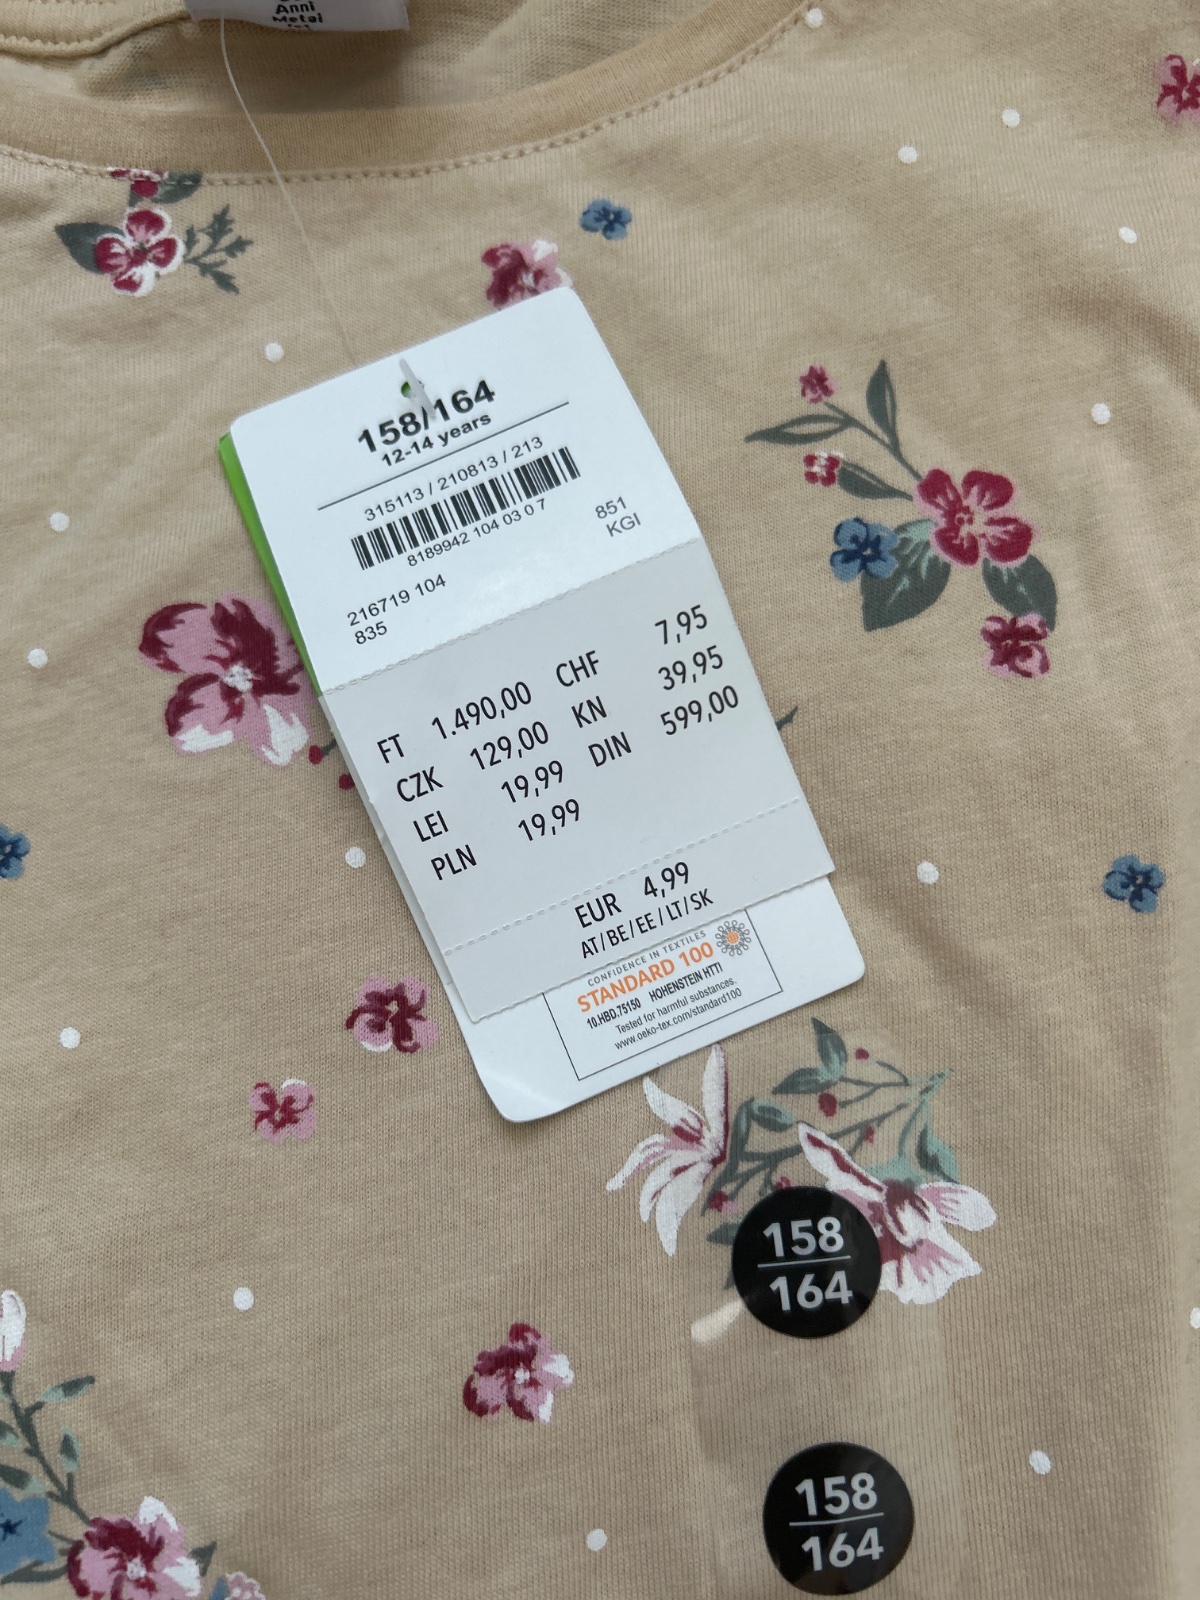 Anni
Metal
158/164
12-14 years
315113 / 210813 / 213
8189942 104 03 0 7
851
KGI
216719 104
835
FT 1.490,00 CHF 7,95
CZK 129,00 KN 39,95
LEI 19,99 DIN 599,00
PLN 19,99
EUR 4,99
AT/BE/EE/LT/SK
CONFIDENCE IN TEXTILES
STANDARD 100
10.HBD.75150 HOHENSTEIN HTTI
Tested for harmful substances.
www.oeko-tex.com/standard100
158
164
158
164